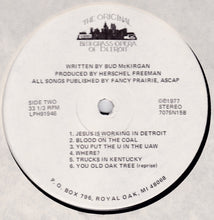 THE ORIGINAL
BLUEGRASS OPERA
OF DETROIT
WRITTEN BY BUD McKIRGAN
PRODUCED BY HERSCHEL FREEMAN
ALL SONGS PUBLISHED BY FANCY PRAIRIE, ASCAP
SIDE TWO
33 1/3 RPM
LPH91946
©1977
STEREO
7075N15B
1. JESUS IS WORKING IN DETROIT
2. BLOOD ON THE COAL
3. YOU PUT THE U IN THE UAW
4. WHERE?
5. TRUCKS IN KENTUCKY
6. YOU OLD OAK TREE (reprise)
P.O. BOX 796, ROYAL OAK, MI 48068